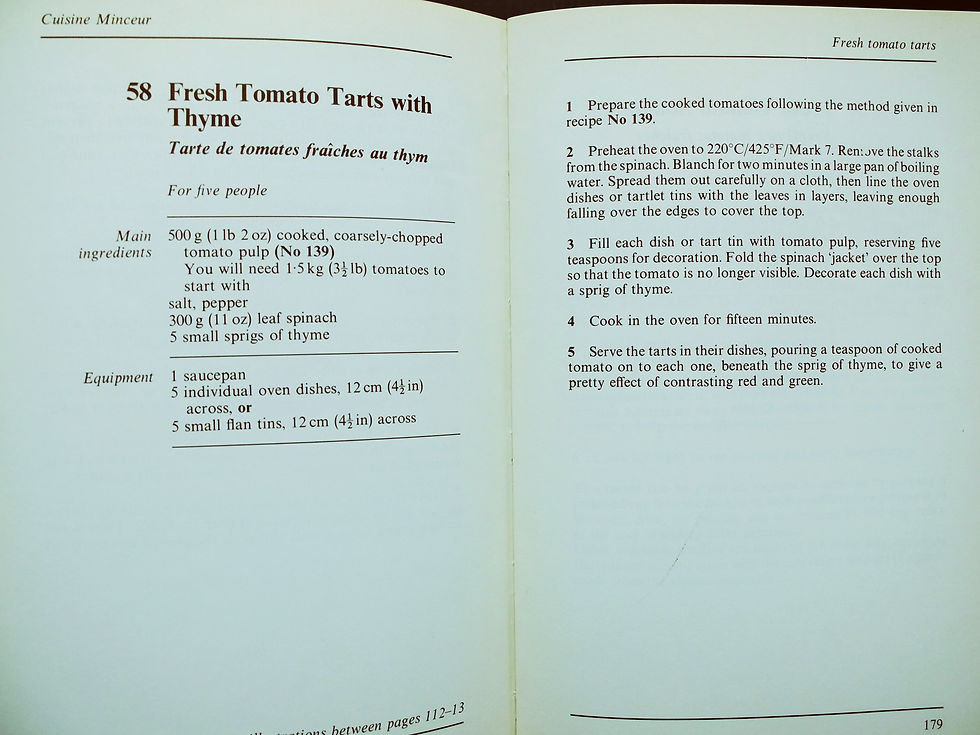 Cuisine Minceur
58 Fresh Tomato Tarts with
Thyme
Tarte de tomates fraîches au thym
For five people
Main
ingredients
500 g (1 lb 2 oz) cooked, coarsely-chopped
tomato pulp (No 139)
You will need 1·5 kg (3½ lb) tomatoes to
start with
salt, pepper
300 g (11 oz) leaf spinach
5 small sprigs of thyme
Equipment
1 saucepan
5 individual oven dishes, 12 cm (4½ in)
across, or
5 small flan tins, 12 cm (4½ in) across
between pages 112–13
Fresh tomato tarts
1 Prepare the cooked tomatoes following the method given in
recipe No 139.
2 Preheat the oven to 220°C/425°F/Mark 7. Remove the stalks
from the spinach. Blanch for two minutes in a large pan of boiling
water. Spread them out carefully on a cloth, then line the oven
dishes or tartlet tins with the leaves in layers, leaving enough
falling over the edges to cover the top.
3 Fill each dish or tart tin with tomato pulp, reserving five
teaspoons for decoration. Fold the spinach ‘jacket’ over the top
so that the tomato is no longer visible. Decorate each dish with
a sprig of thyme.
4 Cook in the oven for fifteen minutes.
5 Serve the tarts in their dishes, pouring a teaspoon of cooked
tomato on to each one, beneath the sprig of thyme, to give a
pretty effect of contrasting red and green.
179